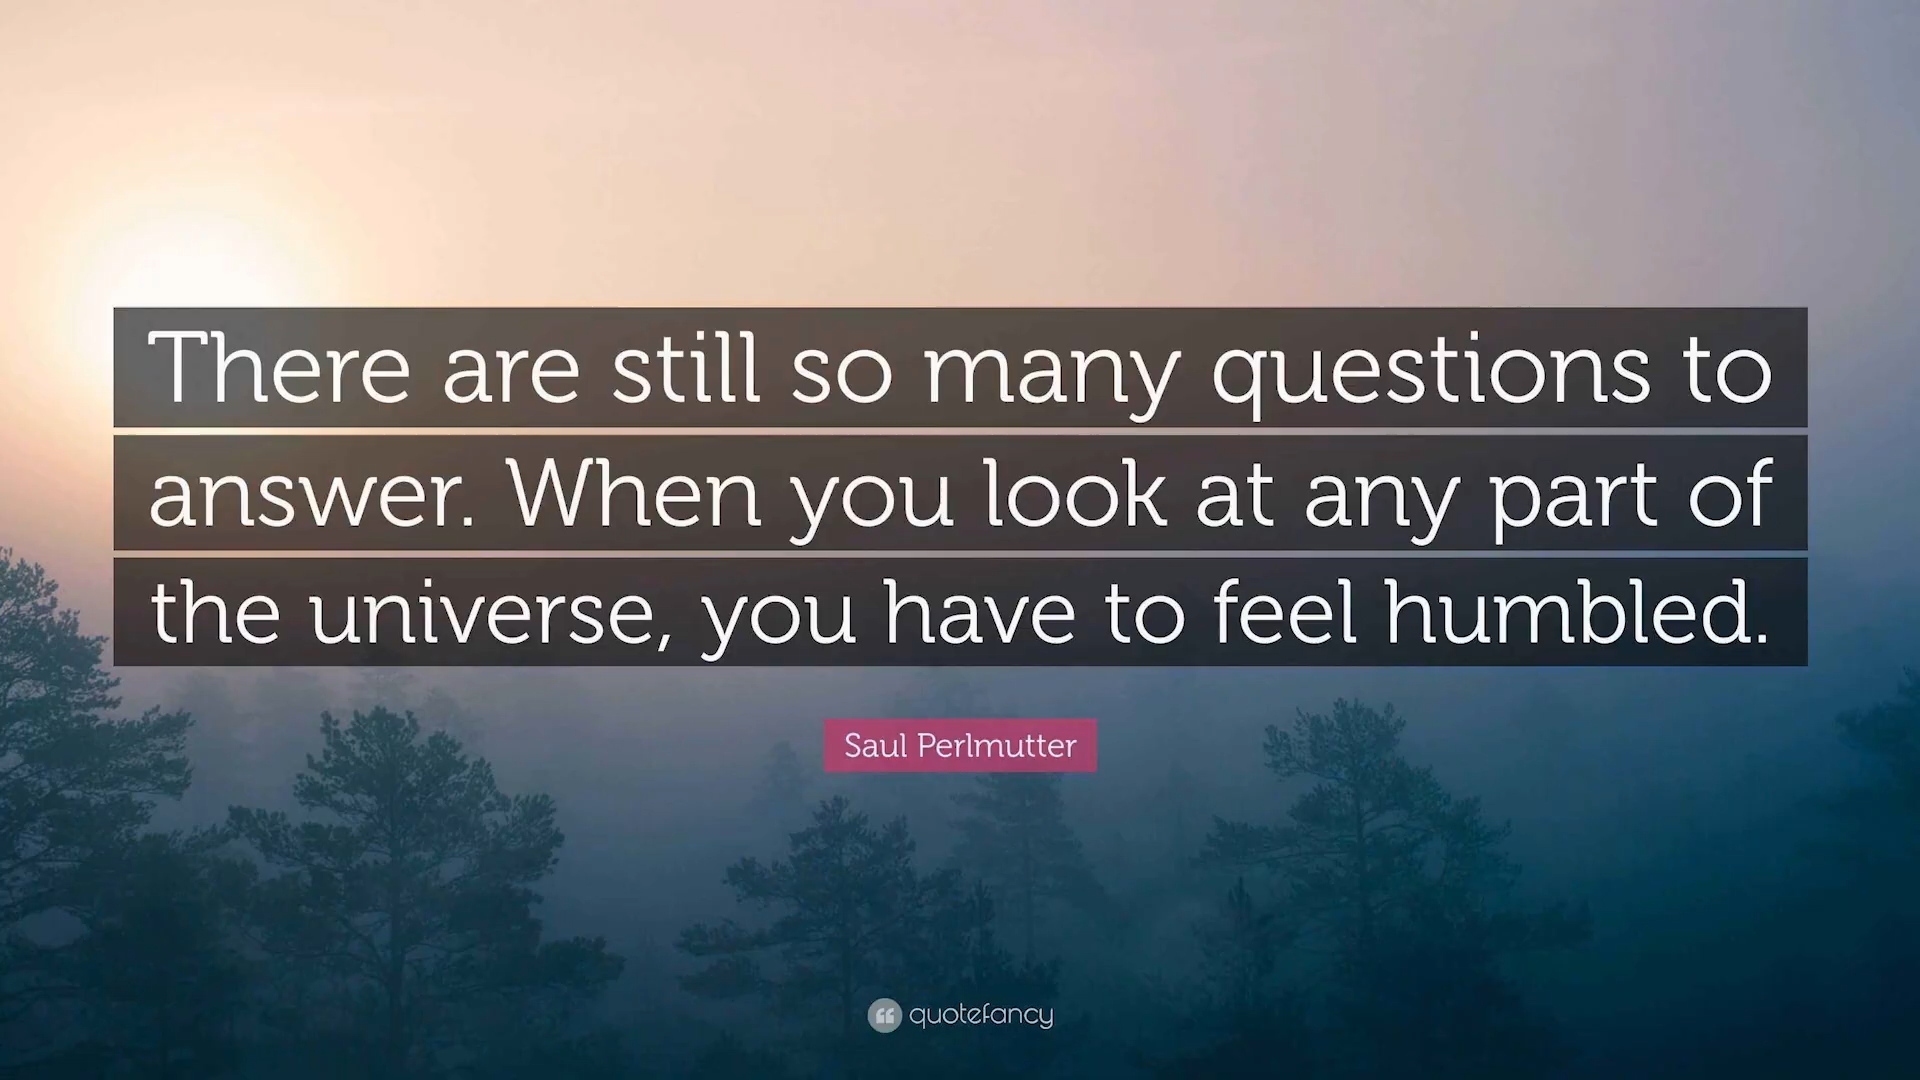 There are still so many questions to
answer. When you look at any part of
the universe, you have to feel humbled.
Saul Perlmutter
quotefancy